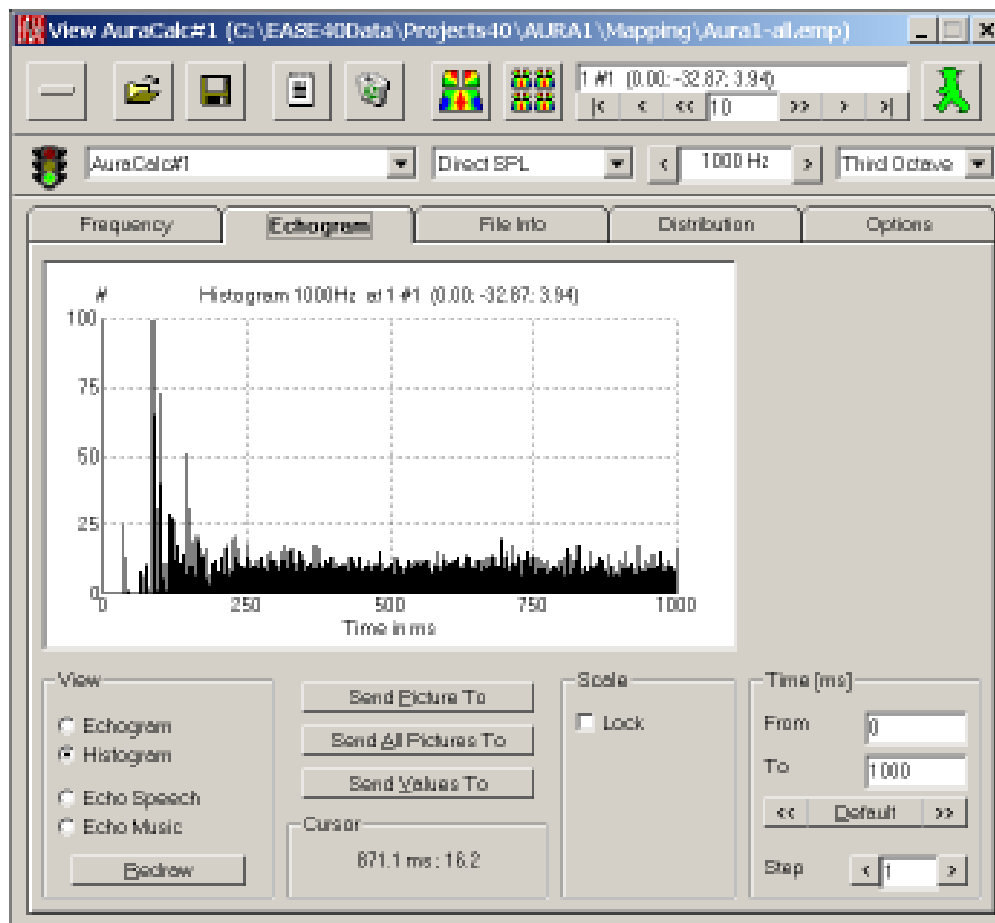 View AuraCalc#1 (C:\EASE40Data\Projects40\AURA1\Mapping\Aura1-all.emp)
1 #1 (0.00: -32.87: 3.94)
|< < << 10 >> > >|
AuraCalc#1 Direct SPL < 1000 Hz > Third Octave
Frequency Echogram File Info Distribution Options
# Histogram 1000Hz at 1 #1 (0.00: -32.87: 3.94)
100
75
50
25
0
0 250 500 750 1000
Time in ms
View
Echogram
Histogram
Echo Speech
Echo Music
Redraw
Send Picture To
Send All Pictures To
Send Values To
Cursor
871.1 ms : 16.2
Scale
Lock
Time [ms]
From 0
To 1000
<< Default >>
Step < 1 >